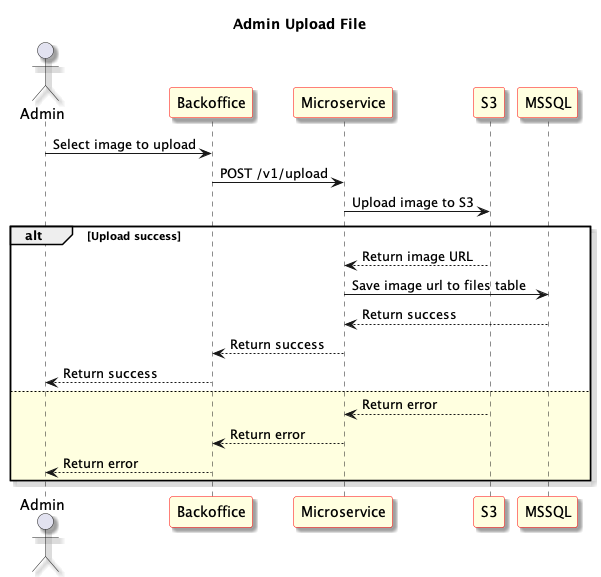 Admin Upload File
Admin
Backoffice
Microservice
S3
MSSQL
Select image to upload
POST /v1/upload
Upload image to S3
alt
[Upload success]
Return image URL
Save image url to files table
Return success
Return success
Return success
Return error
Return error
Return error
Admin
Backoffice
Microservice
S3
MSSQL